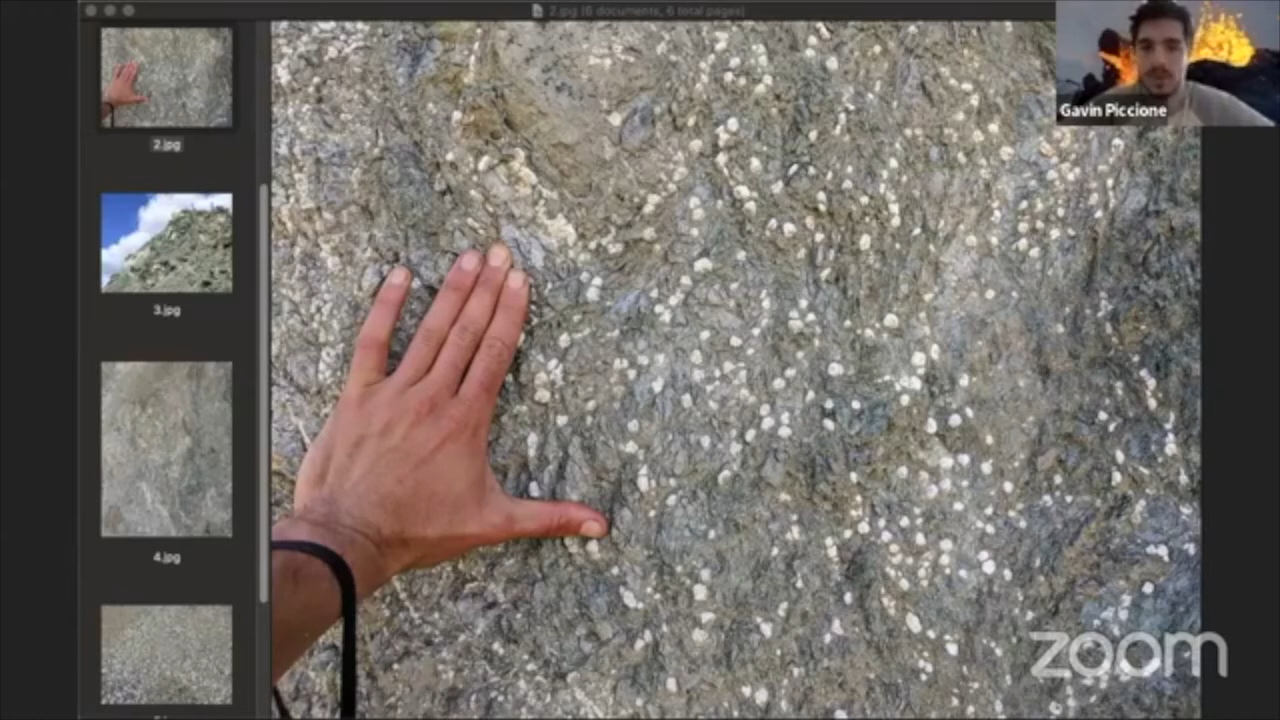 2.jpg (6 documents, 6 total pages)
Gavin Piccione
2.jpg
3.jpg
4.jpg
zoom